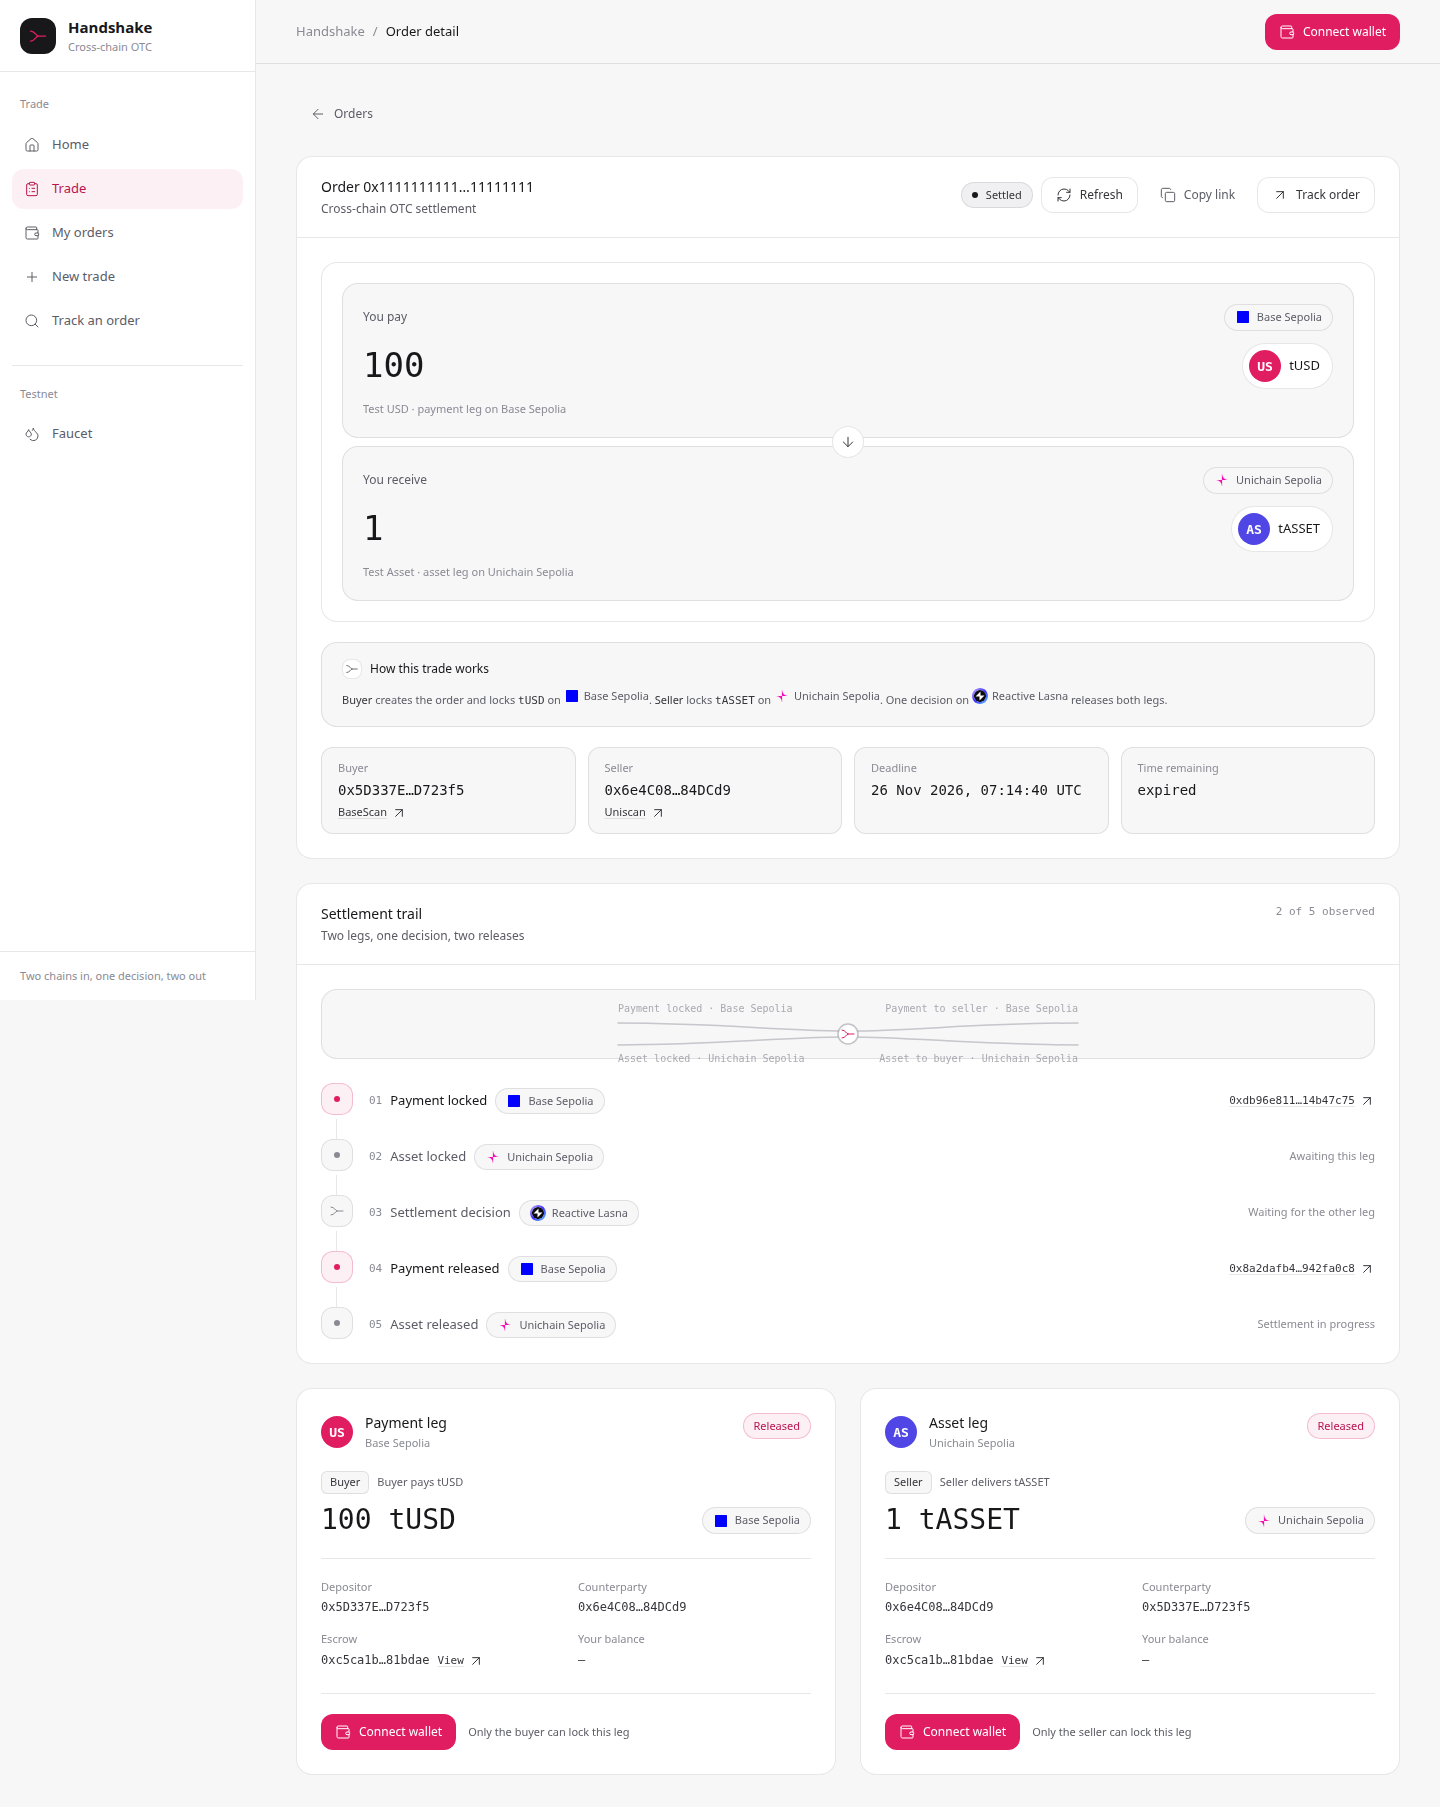 Handshake
Cross-chain OTC
Handshake / Order detail
Connect wallet
Trade
Home
Trade
My orders
New trade
Track an order
Testnet
Faucet
Two chains in, one decision, two out
Orders
Order 0x1111111111…11111111
Cross-chain OTC settlement
Settled
Refresh
Copy link
Track order
You pay
Base Sepolia
100
US tUSD
Test USD · payment leg on Base Sepolia
You receive
Unichain Sepolia
1
AS tASSET
Test Asset · asset leg on Unichain Sepolia
How this trade works
Buyer creates the order and locks tUSD on Base Sepolia. Seller locks tASSET on Unichain Sepolia. One decision on Reactive Lasna releases both legs.
Buyer
0x5D337E…D723f5
BaseScan
Seller
0x6e4C08…84DCd9
Uniscan
Deadline
26 Nov 2026, 07:14:40 UTC
Time remaining
expired
Settlement trail
Two legs, one decision, two releases
2 of 5 observed
Payment locked · Base Sepolia
Payment to seller · Base Sepolia
Asset locked · Unichain Sepolia
Asset to buyer · Unichain Sepolia
01 Payment locked Base Sepolia 0xdb96e811…14b47c75
02 Asset locked Unichain Sepolia Awaiting this leg
03 Settlement decision Reactive Lasna Waiting for the other leg
04 Payment released Base Sepolia 0x8a2dafb4…942fa0c8
05 Asset released Unichain Sepolia Settlement in progress
US Payment leg
Base Sepolia
Released
Buyer Buyer pays tUSD
100 tUSD
Base Sepolia
Depositor
0x5D337E…D723f5
Counterparty
0x6e4C08…84DCd9
Escrow
0xc5ca1b…81bdae View
Your balance
—
Connect wallet
Only the buyer can lock this leg
AS Asset leg
Unichain Sepolia
Released
Seller Seller delivers tASSET
1 tASSET
Unichain Sepolia
Depositor
0x6e4C08…84DCd9
Counterparty
0x5D337E…D723f5
Escrow
0xc5ca1b…81bdae View
Your balance
—
Connect wallet
Only the seller can lock this leg